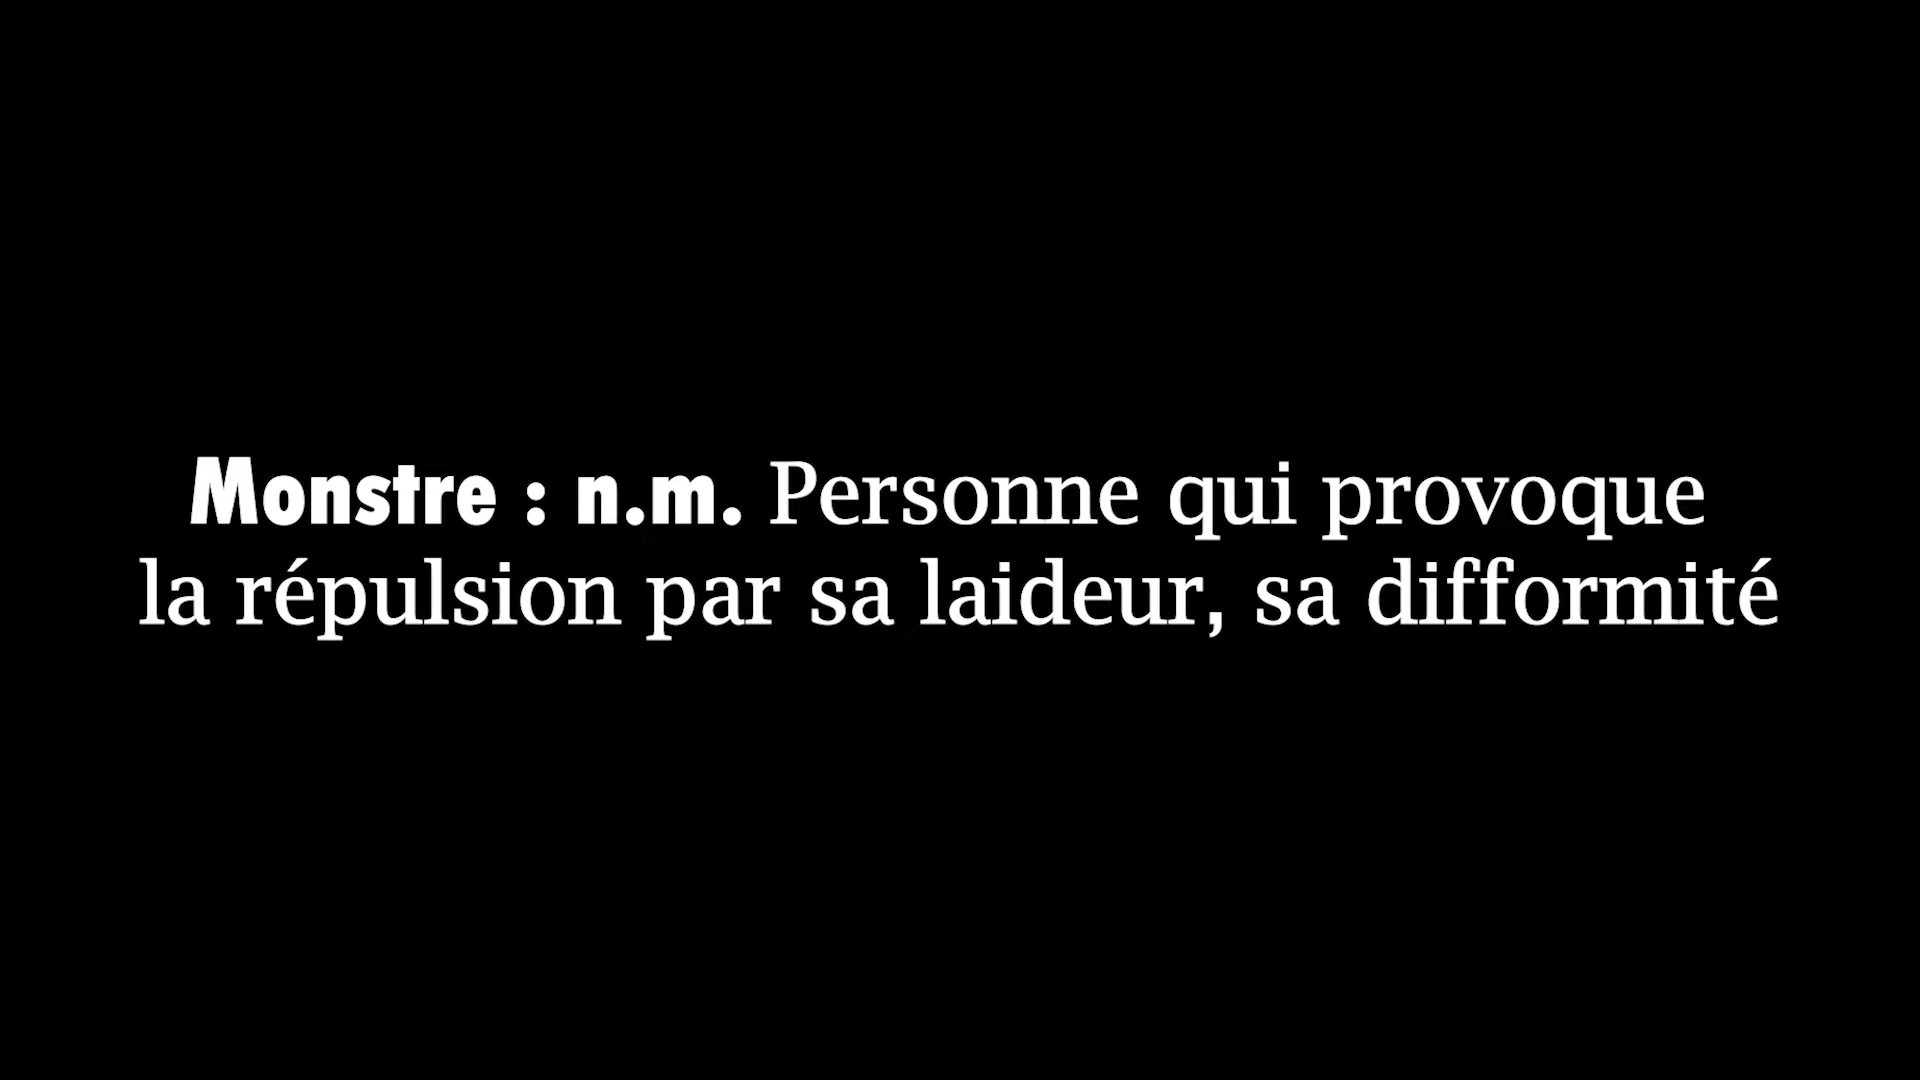 Monstre : n.m. Personne qui provoque
la répulsion par sa laideur, sa difformité